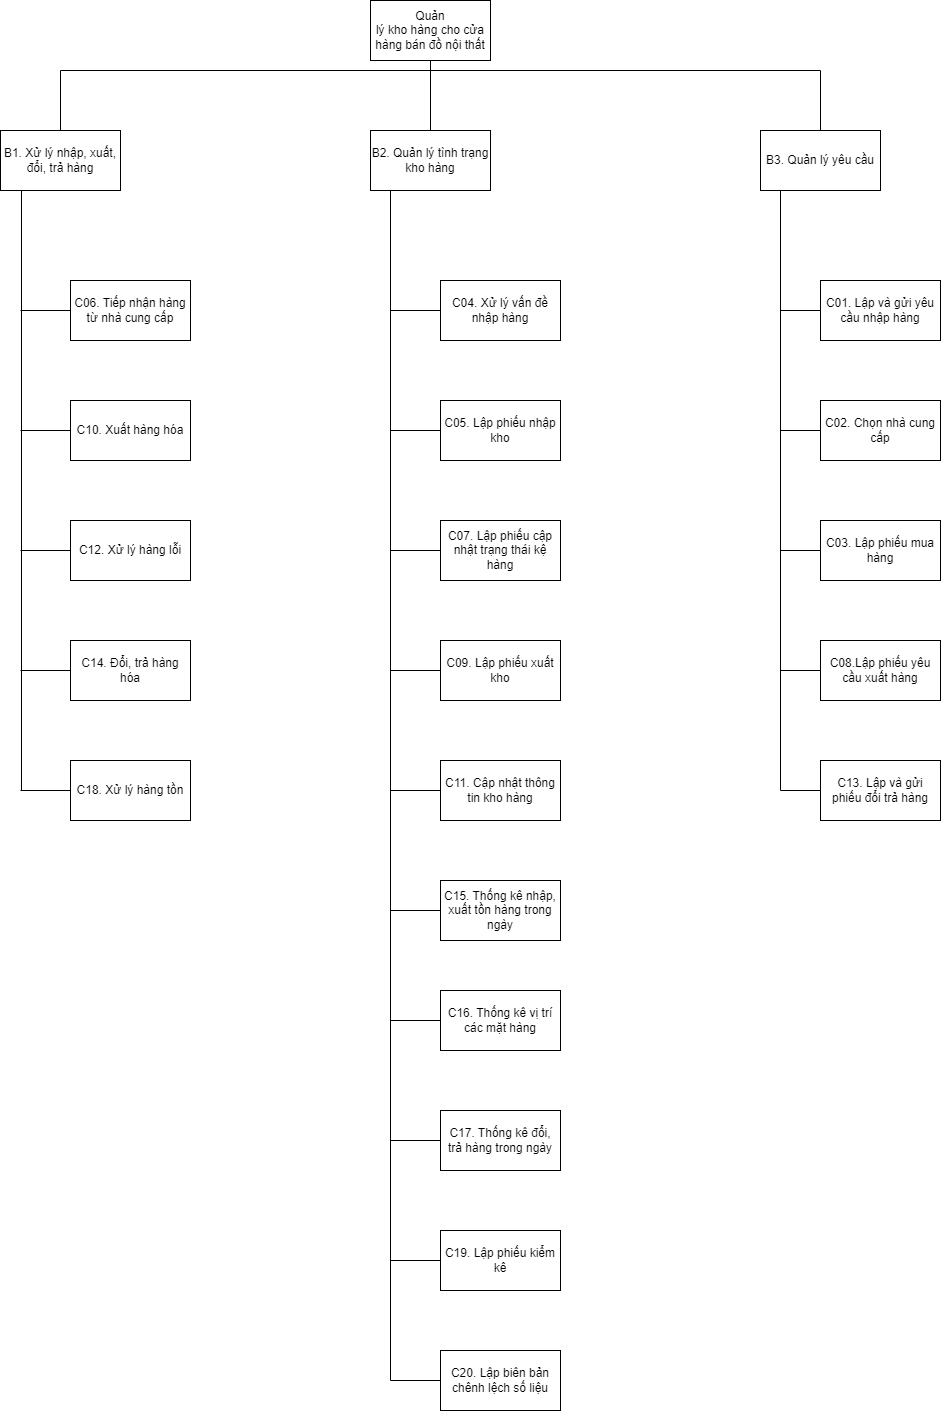 Quản
lý kho hàng cho cửa
hàng bán đồ nội thất
B1. Xử lý nhập, xuất,
đổi, trả hàng
B2. Quản lý tình trạng
kho hàng
B3. Quản lý yêu cầu
C06. Tiếp nhận hàng
từ nhà cung cấp
C10. Xuất hàng hóa
C12. Xử lý hàng lỗi
C14. Đổi, trả hàng
hóa
C18. Xử lý hàng tồn
C04. Xử lý vấn đề
nhập hàng
C05. Lập phiếu nhập
kho
C07. Lập phiếu cập
nhật trạng thái kệ
hàng
C09. Lập phiếu xuất
kho
C11. Cập nhật thông
tin kho hàng
C15. Thống kê nhập,
xuất tồn hàng trong
ngày
C16. Thống kê vị trí
các mặt hàng
C17. Thống kê đổi,
trả hàng trong ngày
C19. Lập phiếu kiểm
kê
C20. Lập biên bản
chênh lệch số liệu
C01. Lập và gửi yêu
cầu nhập hàng
C02. Chọn nhà cung
cấp
C03. Lập phiếu mua
hàng
C08.Lập phiếu yêu
cầu xuất hàng
C13. Lập và gửi
phiếu đổi trả hàng